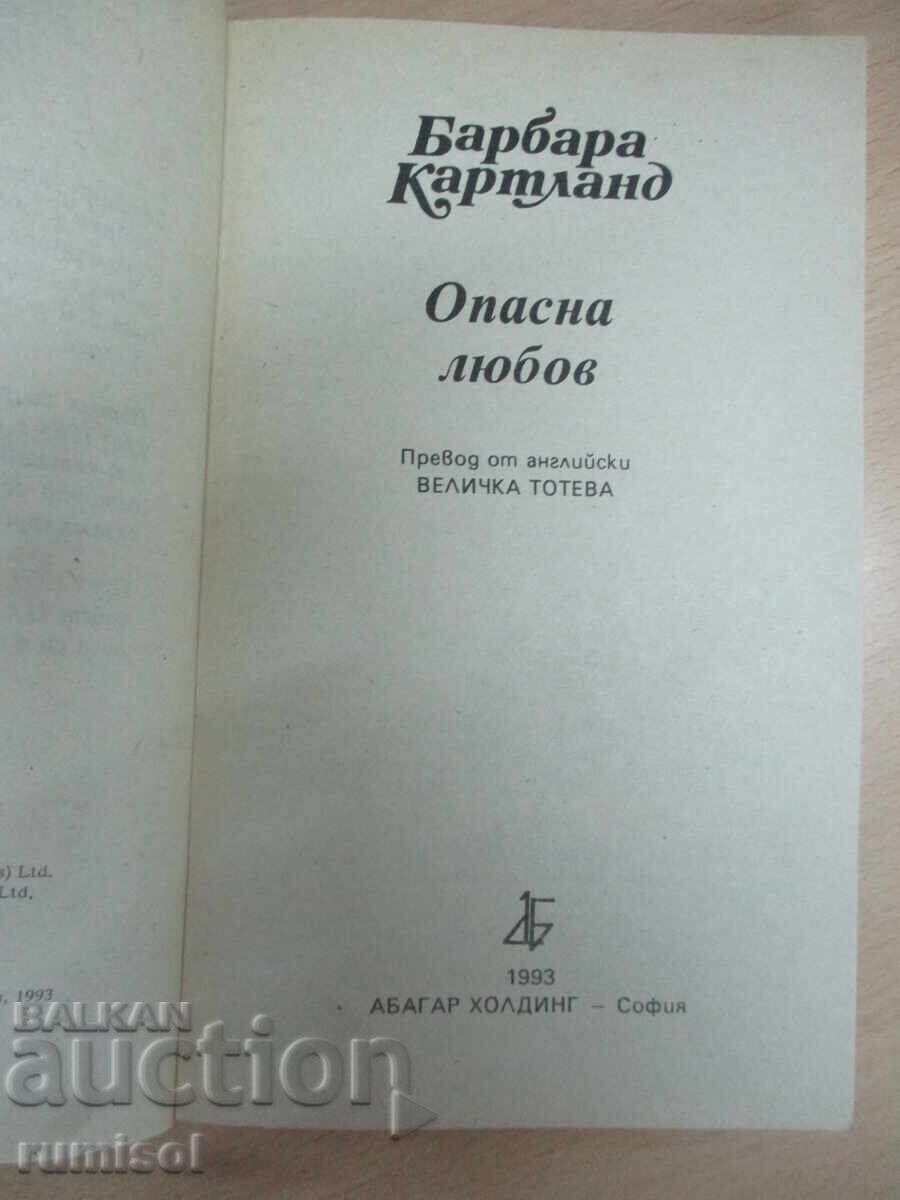 Барбара
Картланд
Опасна
любов
Превод от английски
ВЕЛИЧКА ТОТЕВА
1993
АБАГАР ХОЛДИНГ – София
s) Ltd.
Ltd,
1993
BALKAN
auction
rumisol